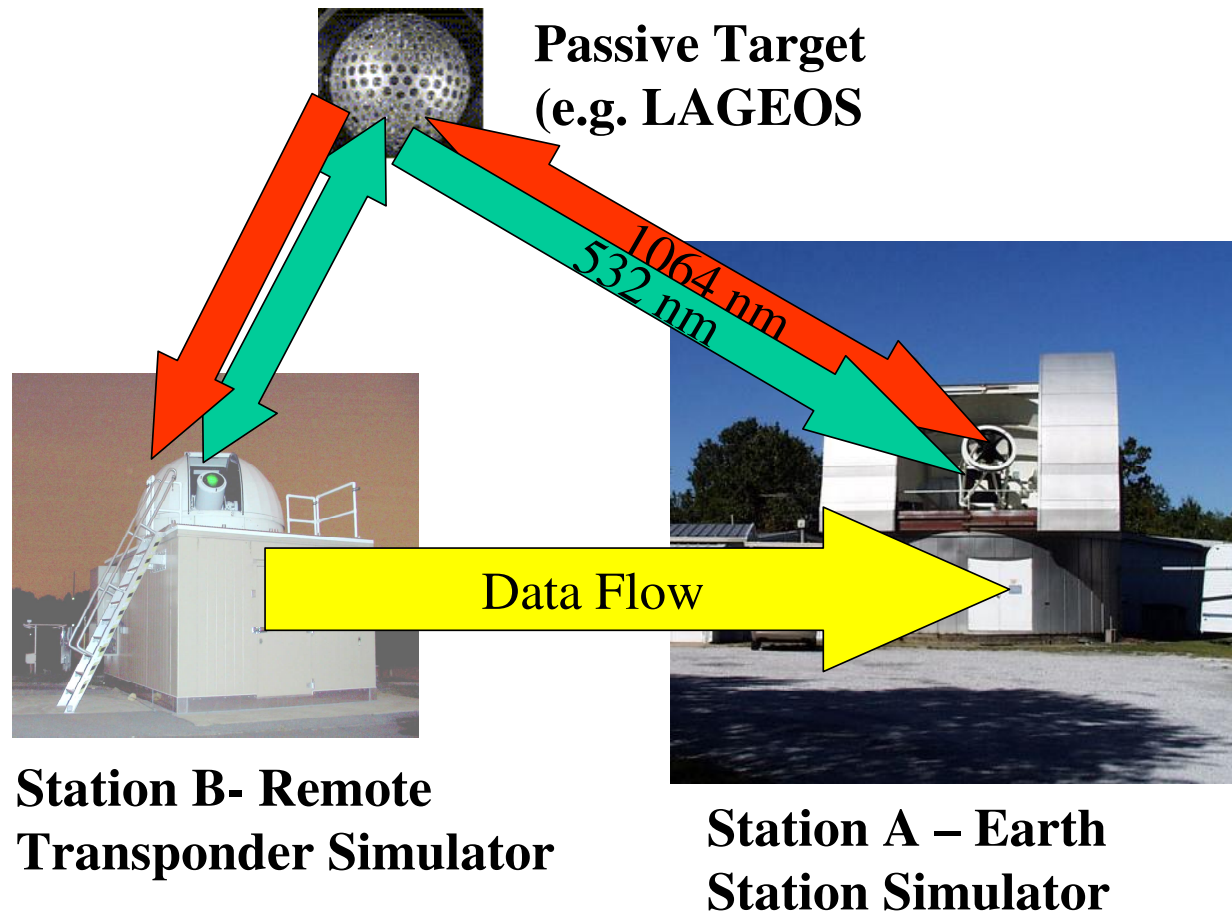 Passive Target
(e.g. LAGEOS
1064 nm
532 nm
Data Flow
Station B- Remote
Transponder Simulator
Station A – Earth
Station Simulator